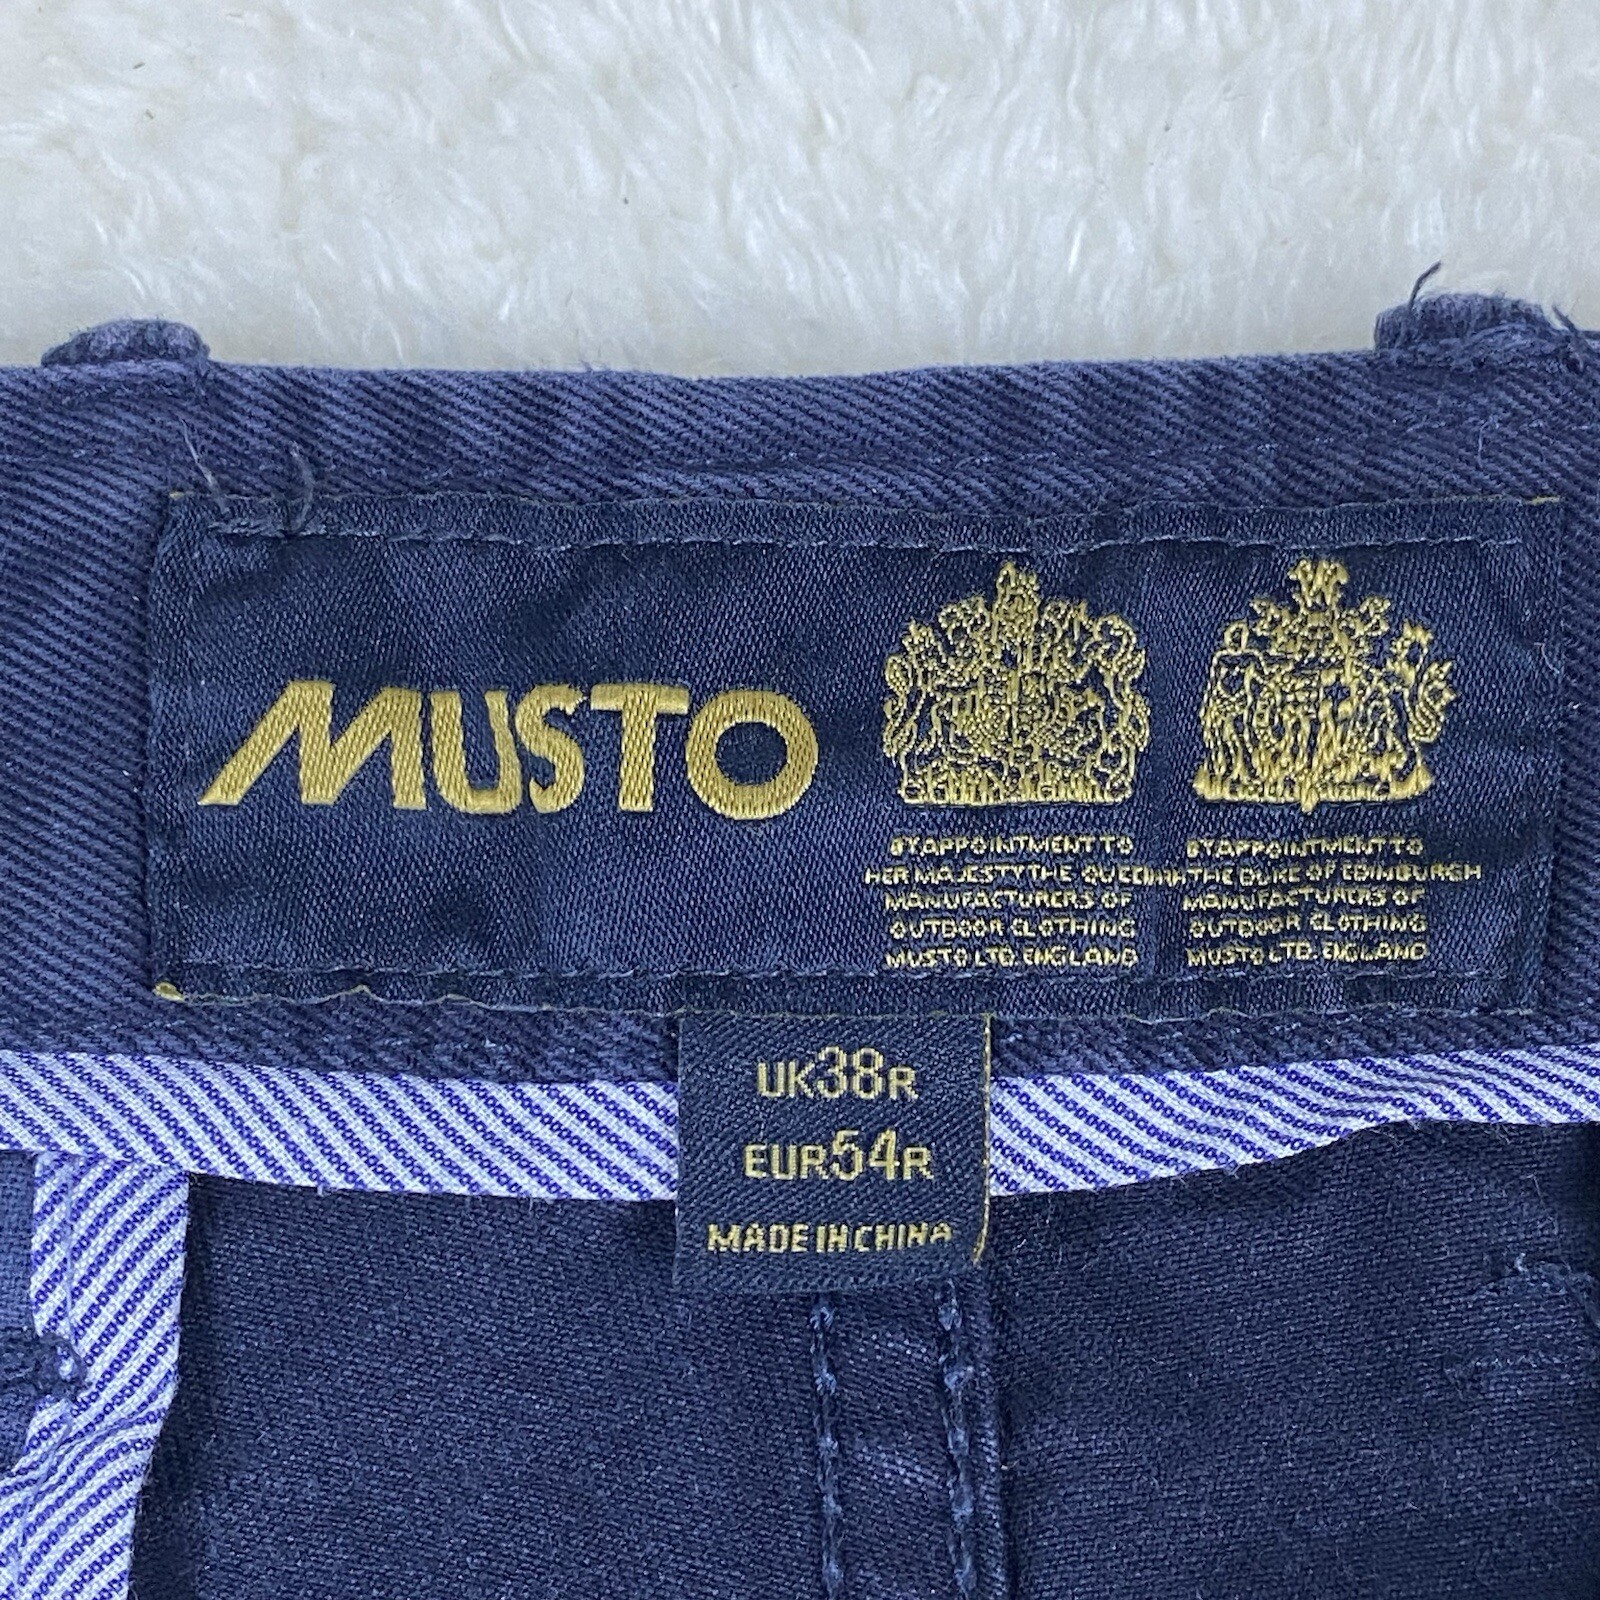 MUSTO
BY APPOINTMENT TO
HER MAJESTY THE QUEEN
MANUFACTURERS OF
OUTDOOR CLOTHING
MUSTO LTD. ENGLAND
BY APPOINTMENT TO
HRH THE DUKE OF EDINBURGH
MANUFACTURERS OF
OUTDOOR CLOTHING
MUSTO LTD. ENGLAND
UK38R
EUR54R
MADE IN CHINA